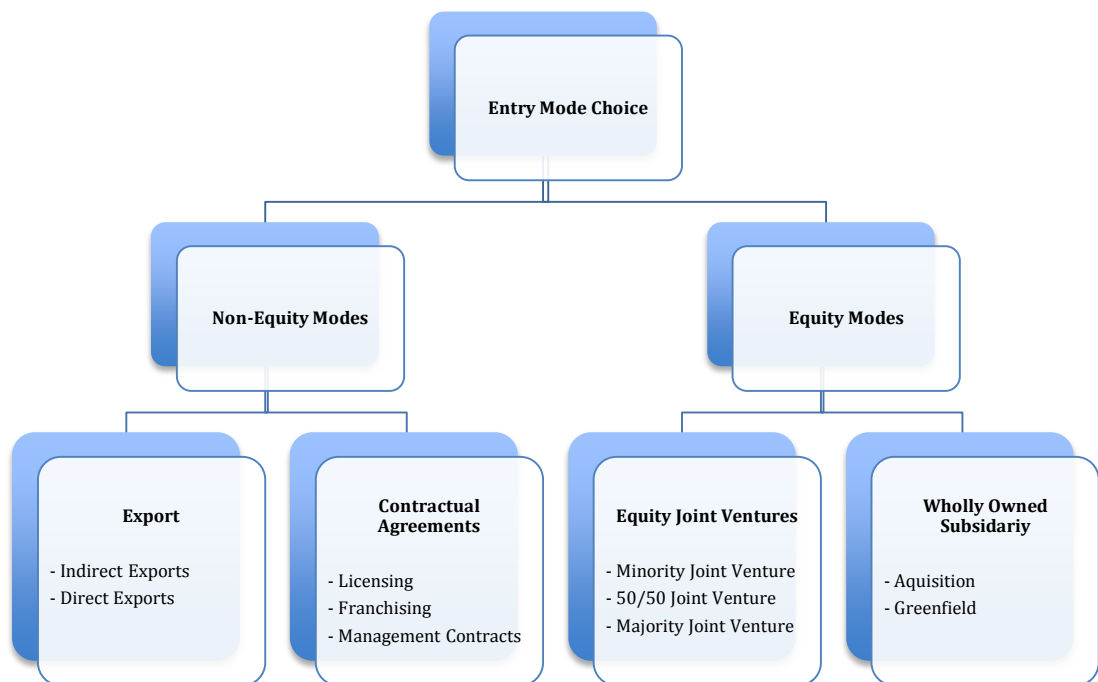 Entry Mode Choice
Non-Equity Modes
Equity Modes
Export
- Indirect Exports
- Direct Exports
Contractual
Agreements
- Licensing
- Franchising
- Management Contracts
Equity Joint Ventures
- Minority Joint Venture
- 50/50 Joint Venture
- Majority Joint Venture
Wholly Owned
Subsidariy
- Aquisition
- Greenfield